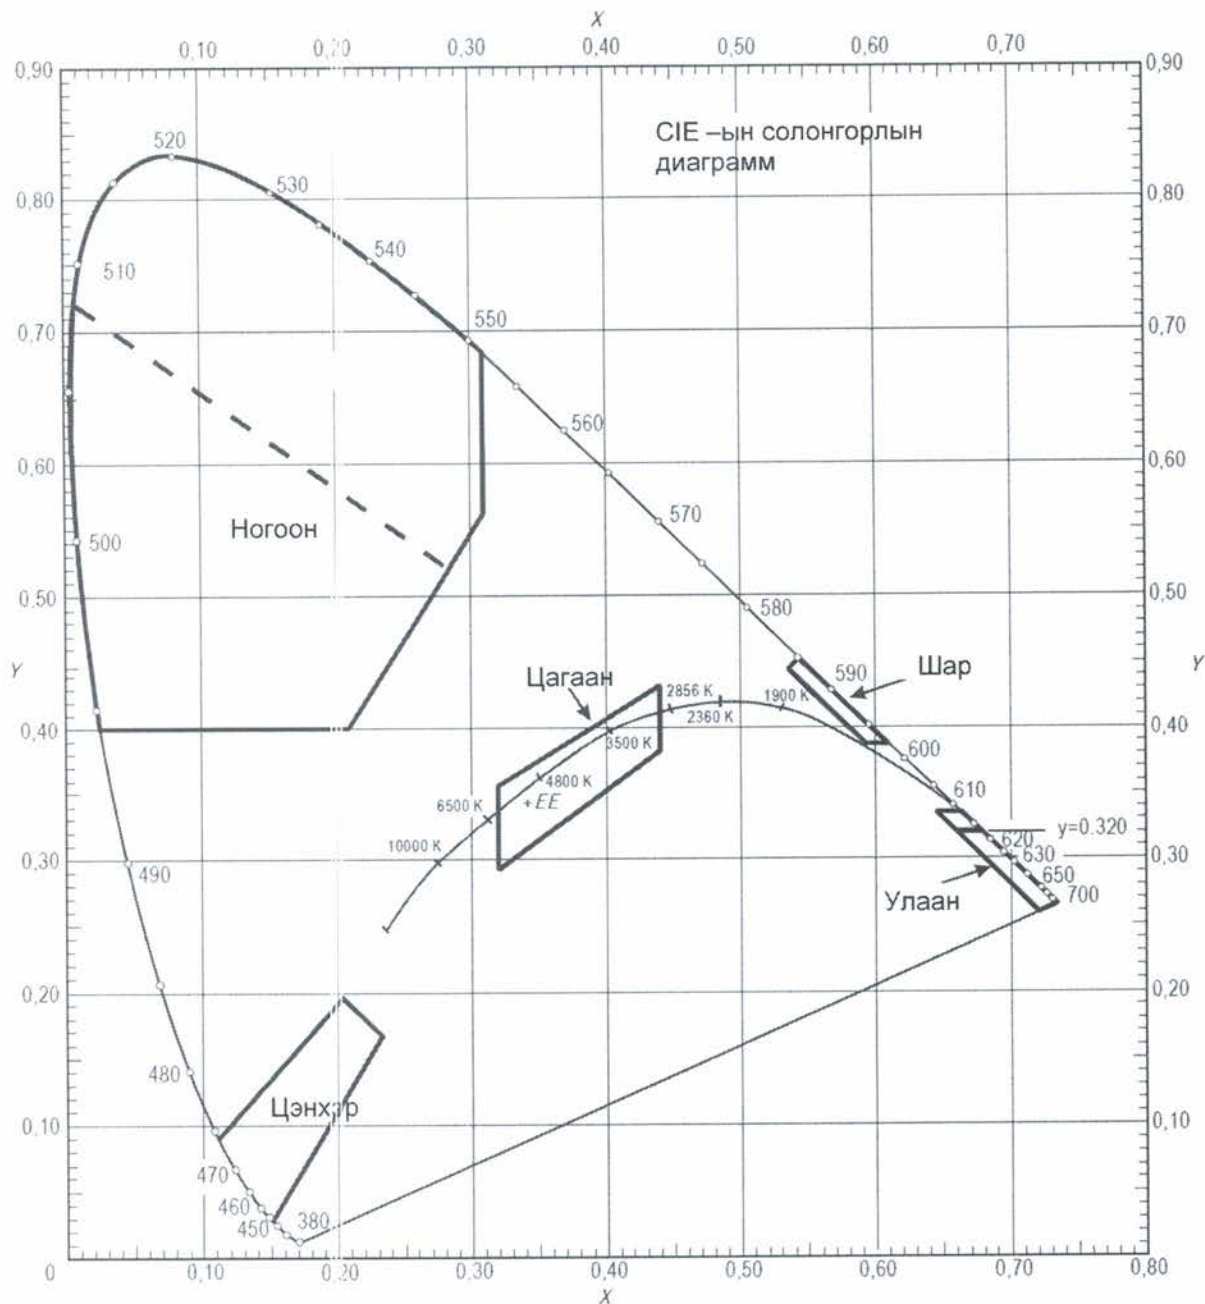 X
0,10 0,20 0,30 0,40 0,50 0,60 0,70
0,90 0,90
CIE –ын солонгорлын
диаграмм
520
530
0,80 0,80
540
510
550
0,70 0,70
560
0,60 0,60
570
Ногоон
500
0,50 580 0,50
590 Шар
Y Цагаан 2856 K 1900 K Y
2360 K
0,40 3500 K 600 0,40
4800 K
6500 K +EE 610
y=0.320
10000 K 620
0,30 630 0,30
490 650
Улаан 700
0,20 0,20
480
Цэнхэр
0,10 0,10
470
460
450 380
0 0,10 0,20 0,30 0,40 0,50 0,60 0,70 0,80
X